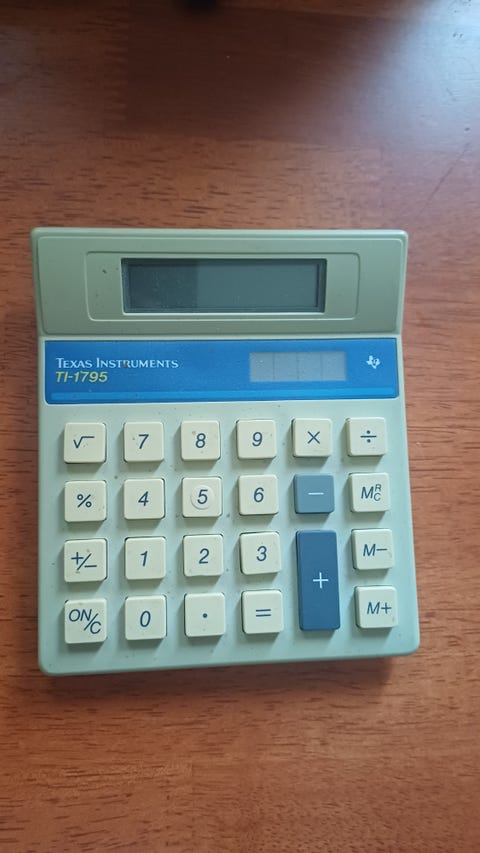 TEXAS INSTRUMENTS
TI-1795
√ 7 8 9 × ÷
% 4 5 6 − MRC
+/− 1 2 3 + M−
ON/C 0 . = M+